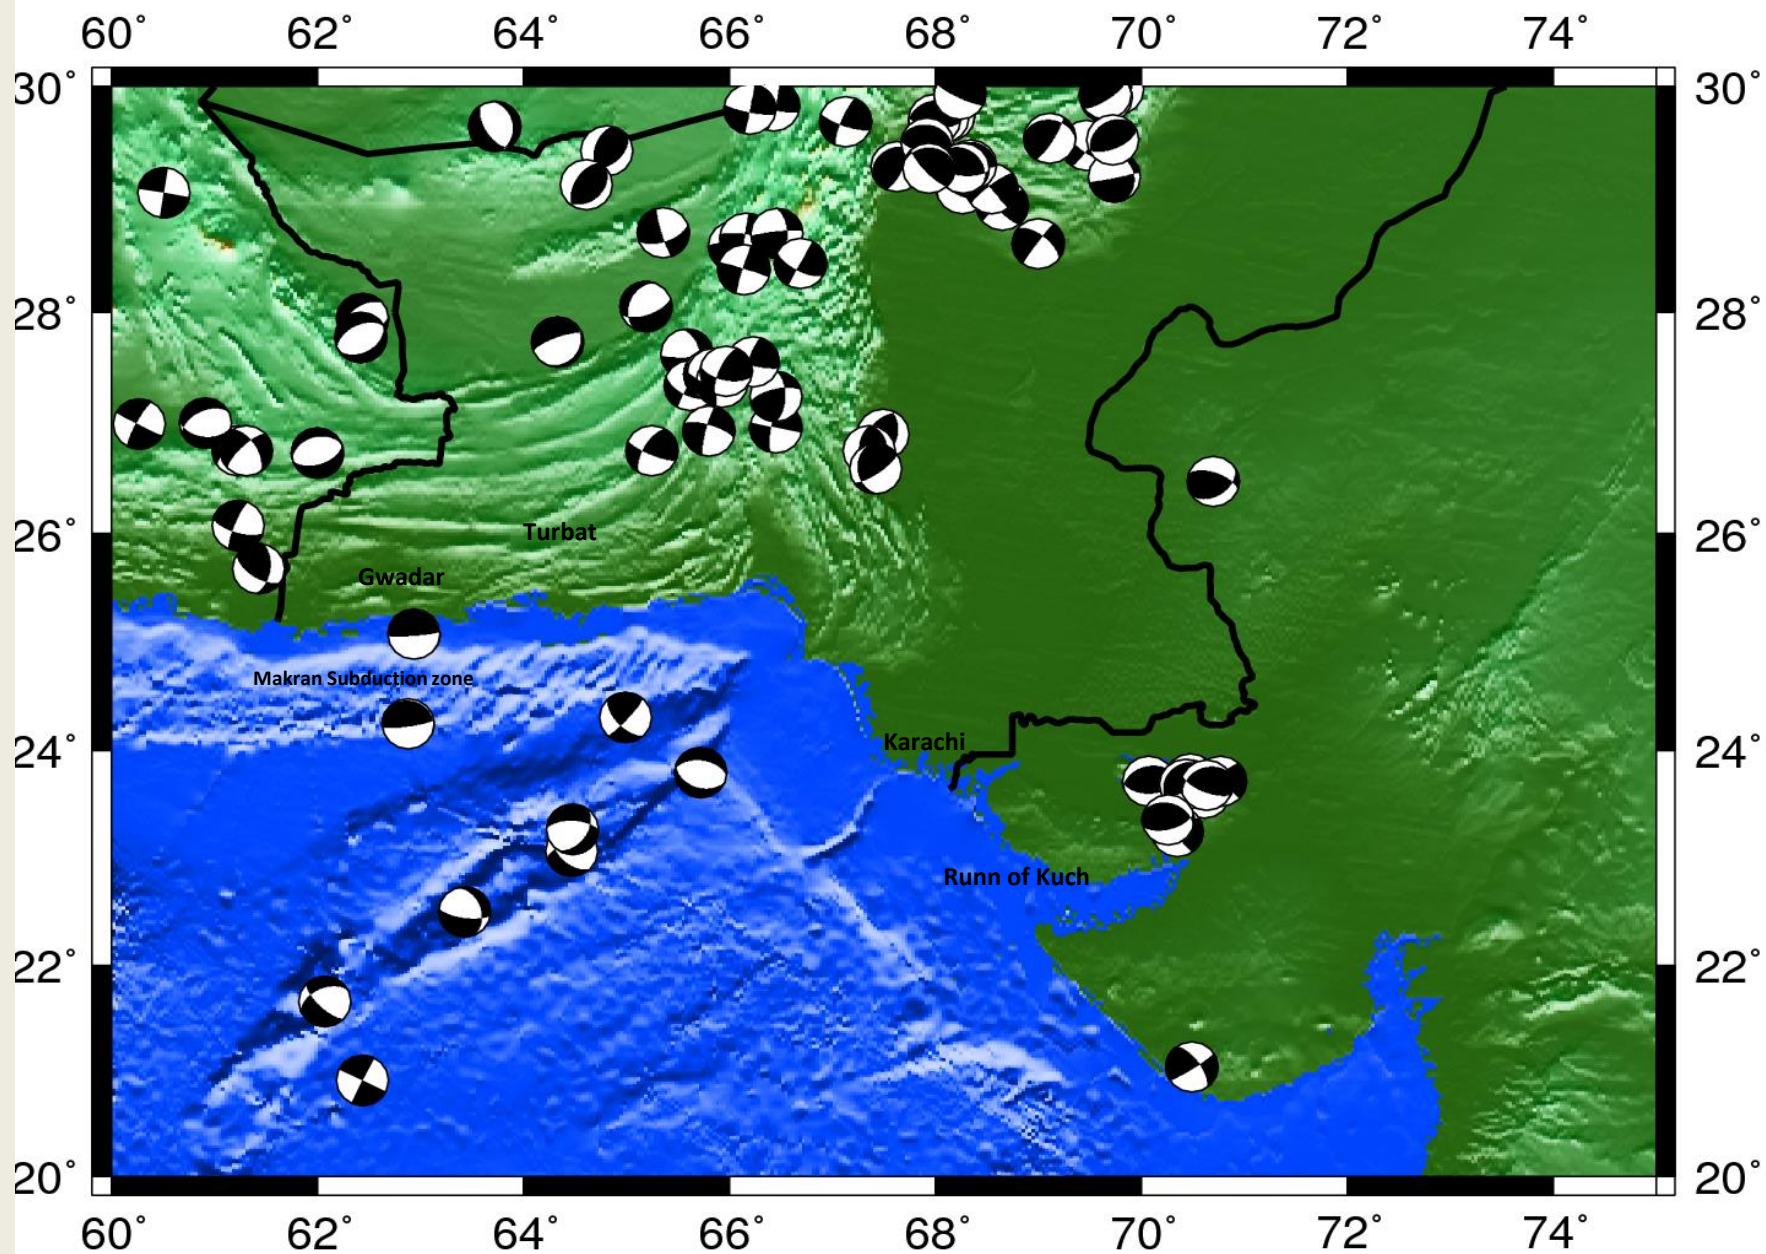 60° 62° 64° 66° 68° 70° 72° 74°
30° 30°
28° 28°
Turbat
26° 26°
Gwadar
Makran Subduction zone
Karachi
24° 24°
Runn of Kuch
22° 22°
20° 20°
60° 62° 64° 66° 68° 70° 72° 74°